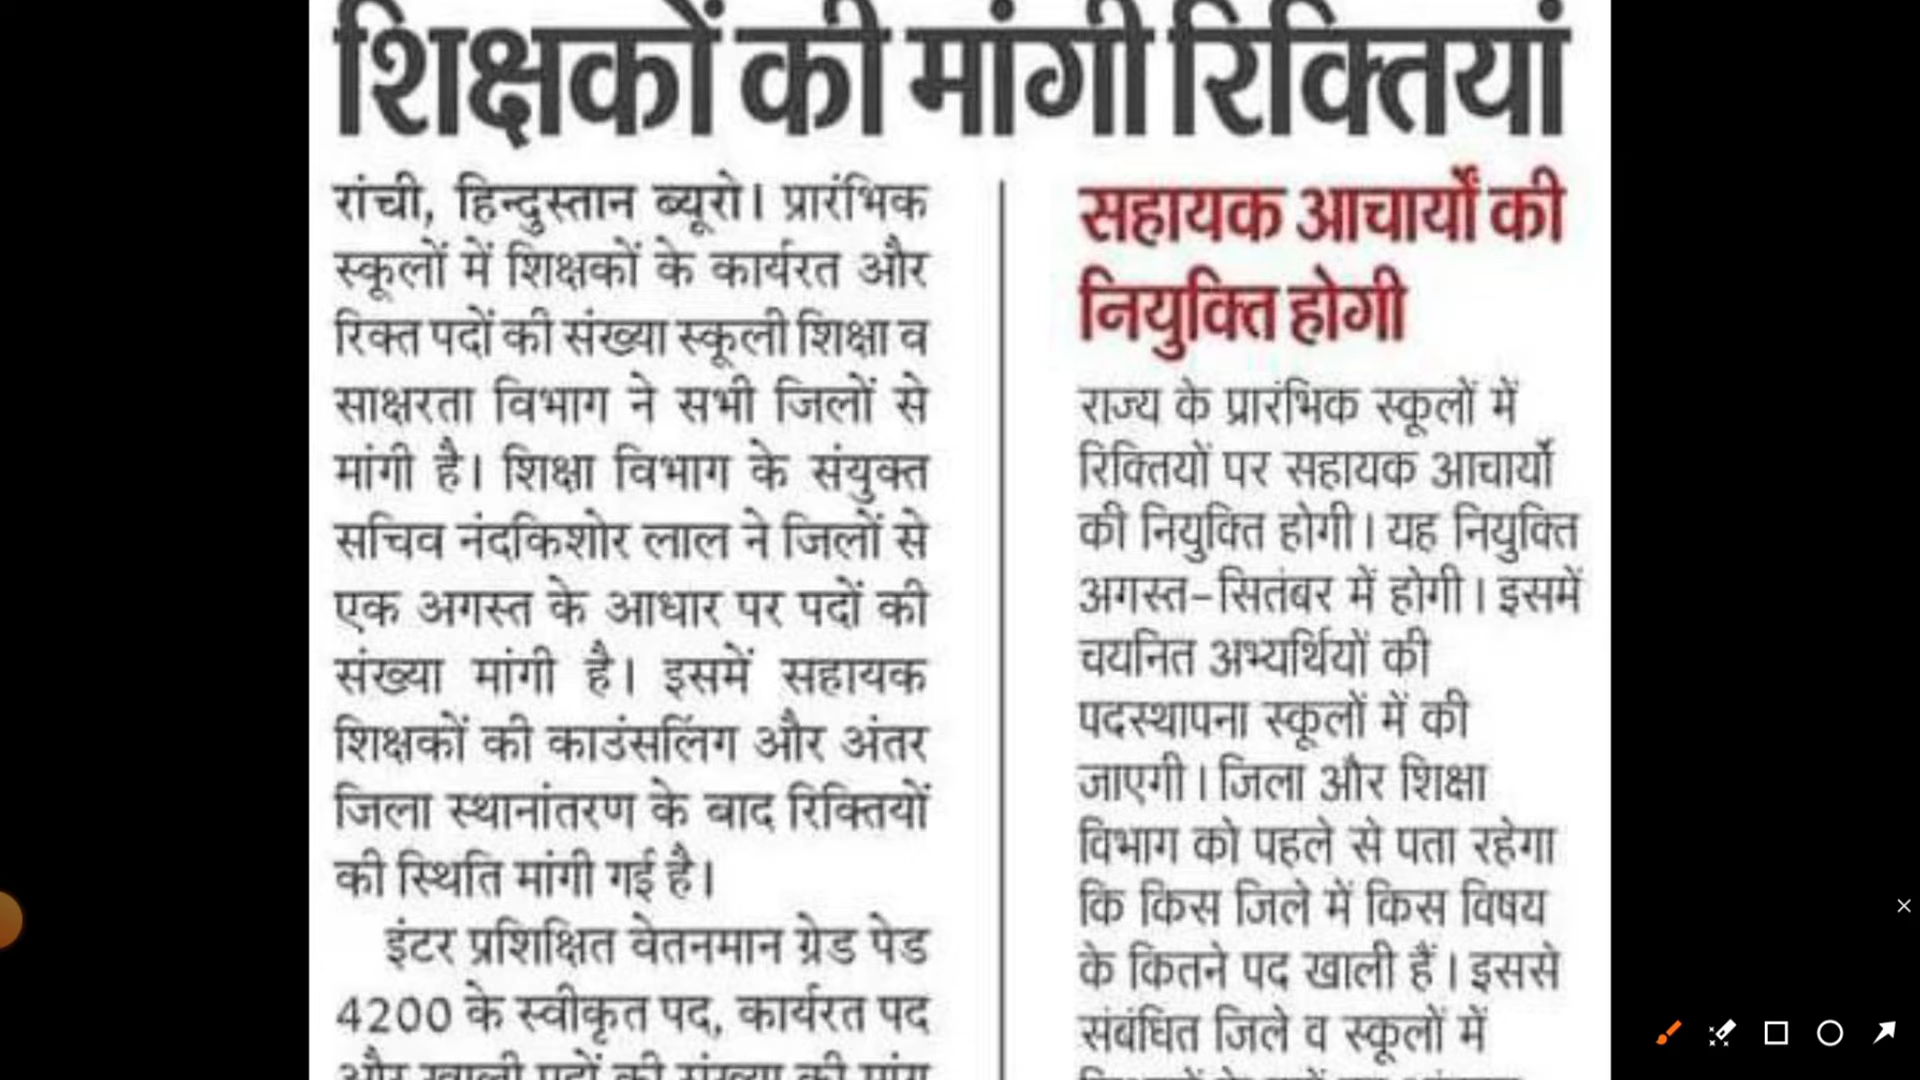 शिक्षकों की मांगी रिक्तियां
रांची, हिन्दुस्तान ब्यूरो। प्रारंभिक
स्कूलों में शिक्षकों के कार्यरत और
रिक्त पदों की संख्या स्कूली शिक्षा व
साक्षरता विभाग ने सभी जिलों से
मांगी है। शिक्षा विभाग के संयुक्त
सचिव नंदकिशोर लाल ने जिलों से
एक अगस्त के आधार पर पदों की
संख्या मांगी है। इसमें सहायक
शिक्षकों की काउंसलिंग और अंतर
जिला स्थानांतरण के बाद रिक्तियों
की स्थिति मांगी गई है।
इंटर प्रशिक्षित वेतनमान ग्रेड पेड
4200 के स्वीकृत पद, कार्यरत पद
और खाली पदों की संख्या की मांग
सहायक आचार्यों की
नियुक्ति होगी
राज्य के प्रारंभिक स्कूलों में
रिक्तियों पर सहायक आचार्यों
की नियुक्ति होगी। यह नियुक्ति
अगस्त-सितंबर में होगी। इसमें
चयनित अभ्यर्थियों की
पदस्थापना स्कूलों में की
जाएगी। जिला और शिक्षा
विभाग को पहले से पता रहेगा
कि किस जिले में किस विषय
के कितने पद खाली हैं। इससे
संबंधित जिले व स्कूलों में